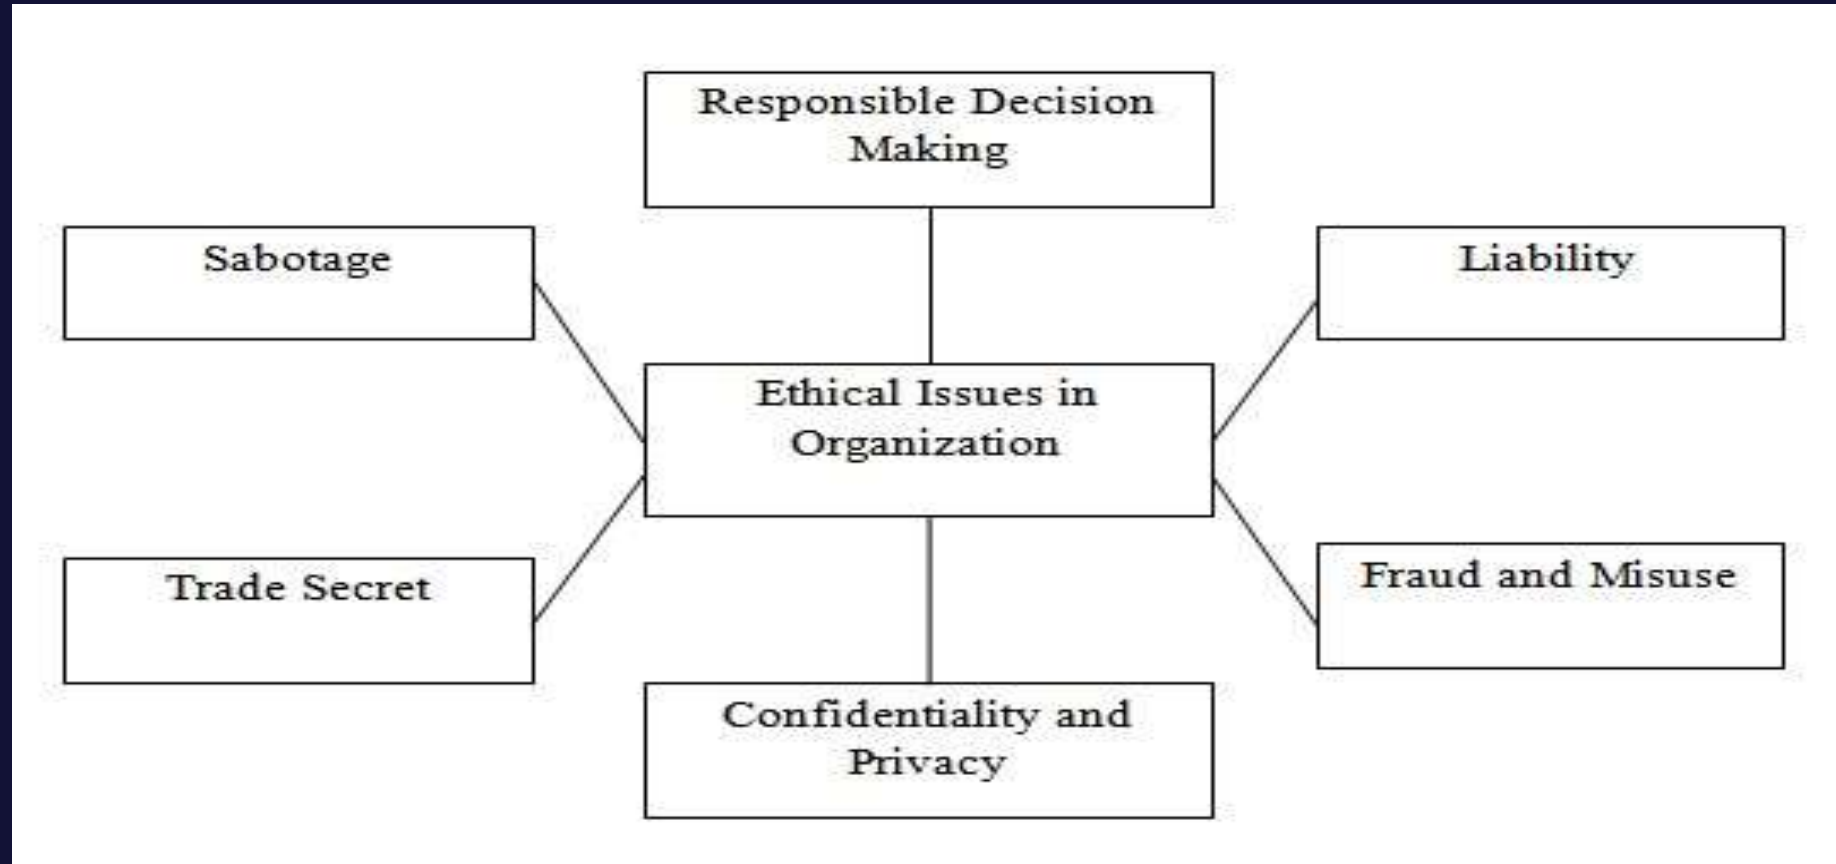 Responsible Decision
Making
Sabotage
Liability
Ethical Issues in
Organization
Trade Secret
Fraud and Misuse
Confidentiality and
Privacy